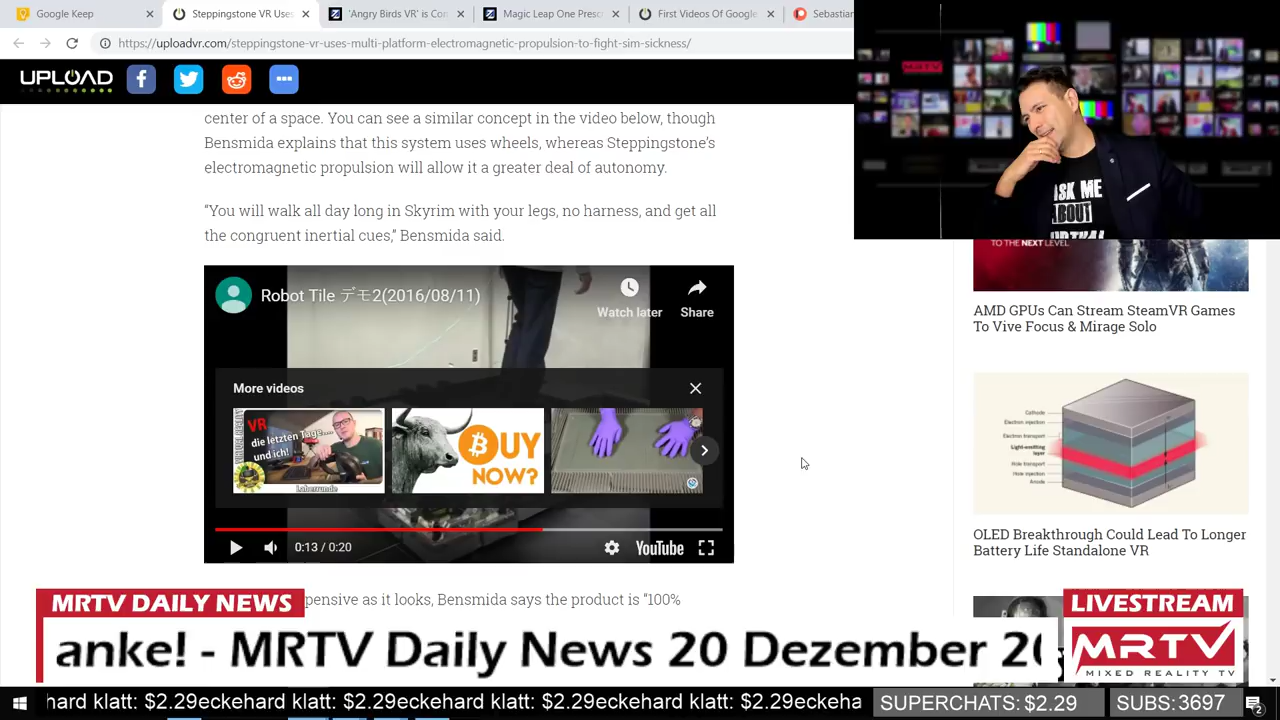 Google Keep
Steppingstone VR Uses
'Angry Birds VR' is Con
Magic Leap One Prescr
First Videos Of Google
Sebastian
https://uploadvr.com/steppingstone-vr-uses-multi-platform-electromagnetic-propulsion-to-fight-sim-sickness/
UPLOAD
MRTV
center of a space. You can see a similar concept in the video below, though
Bensmida explains that this system uses wheels, whereas Steppingstone's
electromagnetic propulsion will allow it a greater deal of autonomy.
“You will walk all day long in Skyrim with your legs, no harness, and get all
the congruent inertial cues,” Bensmida said.
ASK ME
ABOUT
VIRTUAL
TO THE NEXT LEVEL
AMD GPUs Can Stream SteamVR Games
To Vive Focus & Mirage Solo
Robot Tile デモ2(2016/08/11)
Watch later
Share
More videos
VR
die letzten Tage....
und ich!
Laberrunde
BUY
NOW?
0:13 / 0:20
YouTube
Cathode
Electron injection
Electron transport
Light-emitting
layer
Hole transport
Hole injection
Anode
OLED Breakthrough Could Lead To Longer
Battery Life Standalone VR
pensive as it looks, Bensmida says the product is “100%
MRTV DAILY NEWS
anke! - MRTV Daily News 20 Dezember 20
LIVESTREAM
MRTV
MIXED REALITY TV
hard klatt: $2.29eckehard klatt: $2.29eckehard klatt: $2.29eckehard klatt: $2.29eckeha
SUPERCHATS: $2.29
SUBS: 3697
2